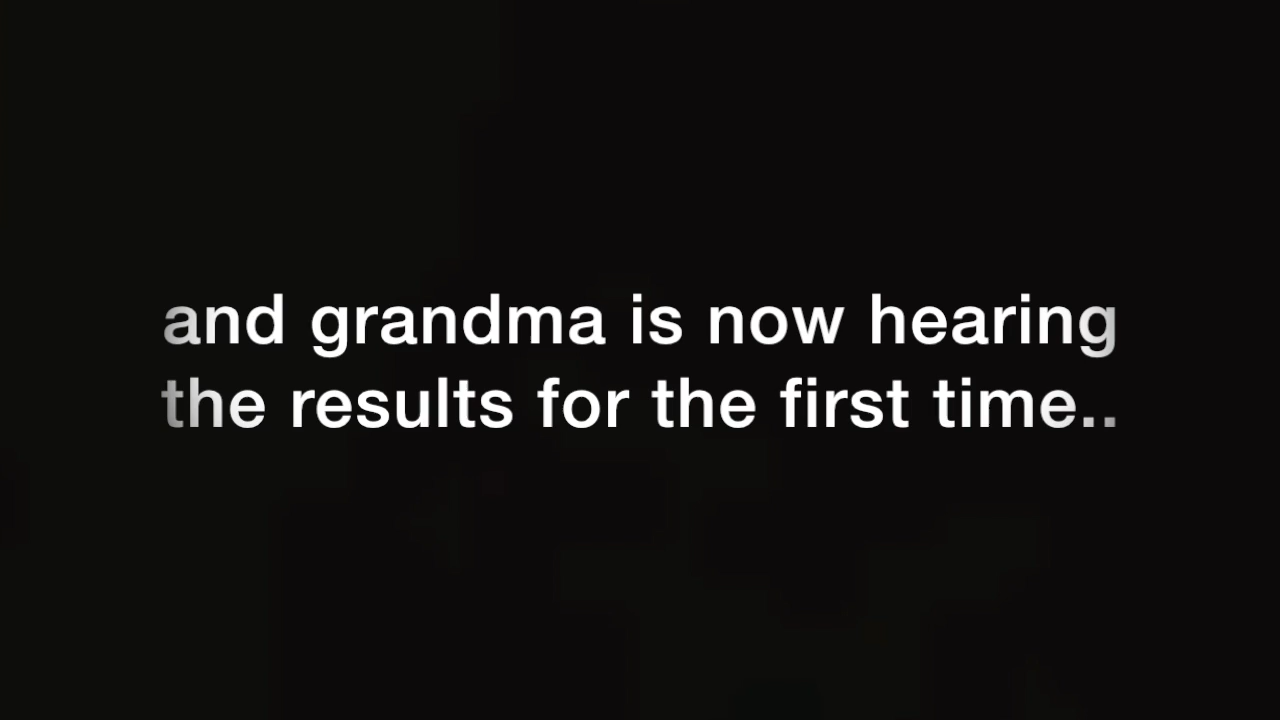 and grandma is now hearing
the results for the first time..